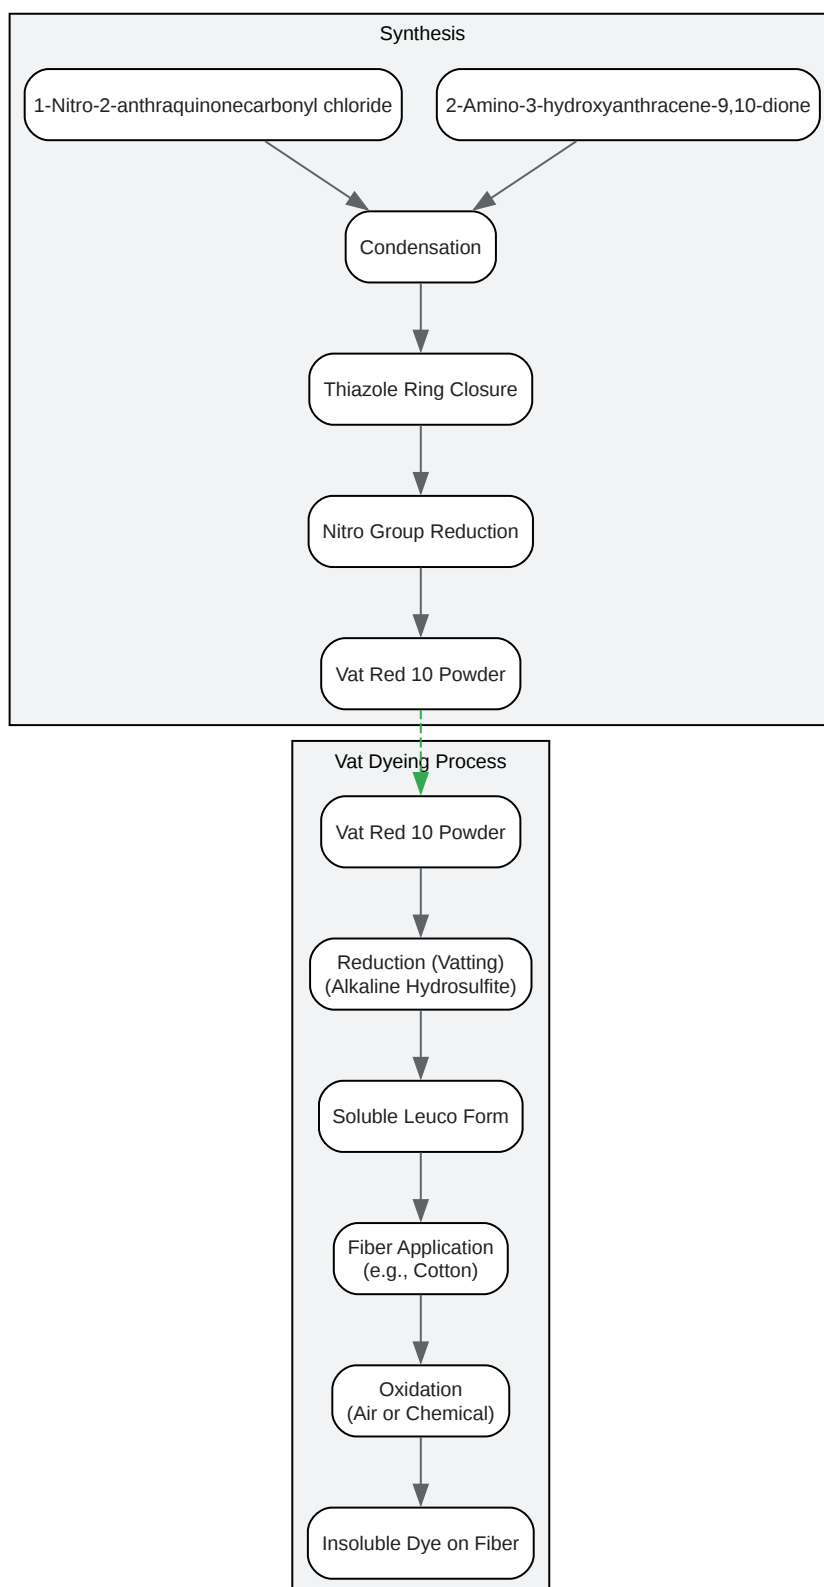 Synthesis
1-Nitro-2-anthraquinonecarbonyl chloride
2-Amino-3-hydroxyanthracene-9,10-dione
Condensation
Thiazole Ring Closure
Nitro Group Reduction
Vat Red 10 Powder
Vat Dyeing Process
Vat Red 10 Powder
Reduction (Vatting)
(Alkaline Hydrosulfite)
Soluble Leuco Form
Fiber Application
(e.g., Cotton)
Oxidation
(Air or Chemical)
Insoluble Dye on Fiber